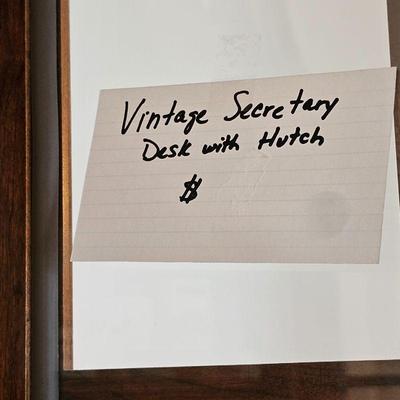 Vintage Secretary
Desk with Hutch
$